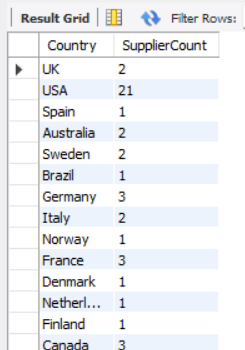 Result Grid Filter Rows:
Country SupplierCount
UK 2
USA 21
Spain 1
Australia 2
Sweden 2
Brazil 1
Germany 3
Italy 2
Norway 1
France 3
Denmark 1
Netherl... 1
Finland 1
Canada 3